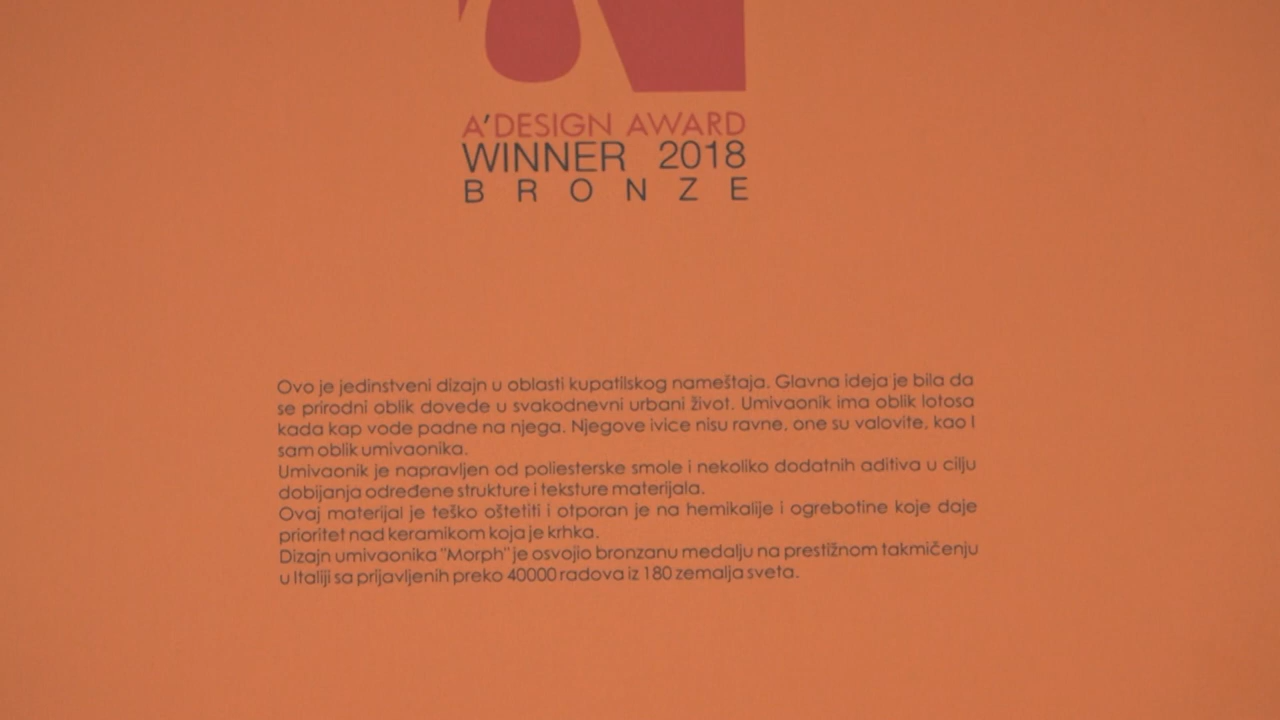 A'DESIGN AWARD
WINNER 2018
BRONZE
Ovo je jedinstveni dizajn u oblasti kupatilskog nameštaja. Glavna ideja je bila da
se prirodni oblik dovede u svakodnevni urbani život. Umivaonik ima oblik lotosa
kada kap vode padne na njega. Njegove ivice nisu ravne, one su valovite, kao I
sam oblik umivaonika.
Umivaonik je napravljen od poliesterske smole i nekoliko dodatnih aditiva u cilju
dobijanja određene strukture i teksture materijala.
Ovaj materijal je teško oštetiti i otporan je na hemikalije i ogrebotine koje daje
prioritet nad keramikom koja je krhka.
Dizajn umivaonika "Morph" je osvojio bronzanu medalju na prestižnom takmičenju
u Italiji sa prijavljenih preko 40000 radova iz 180 zemalja sveta.